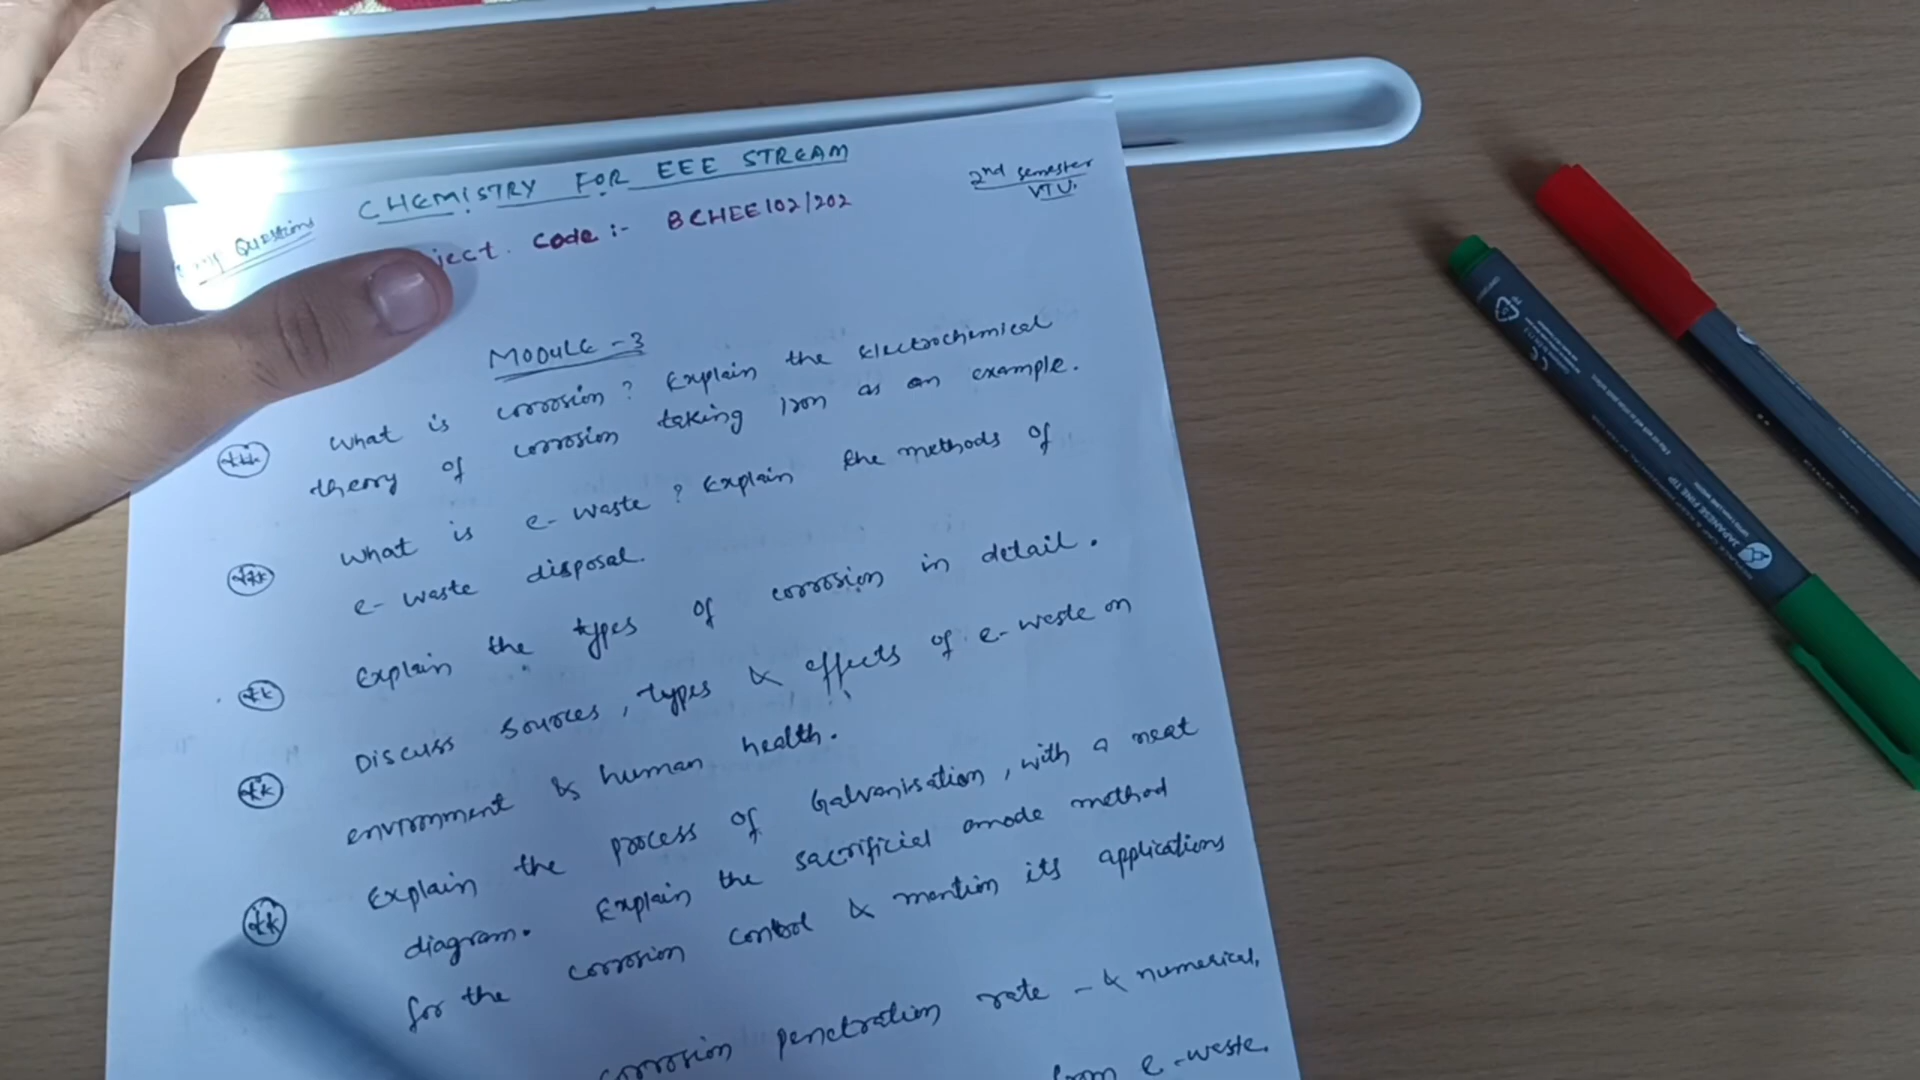 CHEMISTRY FOR EEE STREAM
2nd semester
VTU.
Questions
ject. Code :- BCHEE102/202
MODULE - 3
What is corrosion? Explain the Electrochemical
theory of corrosion taking Iron as an example.
What is e-waste? Explain the methods of
e-waste disposal.
Explain the types of corrosion in detail.
Discuss sources, types & effects of e-waste on
environment & human health.
Explain the process of Galvanisation, with a neat
diagram. Explain the sacrificial anode method
for the corrosion control & mention its applications
corrosion penetration rate - & numerical,
from e-waste.
JAPANESE FINE TIP